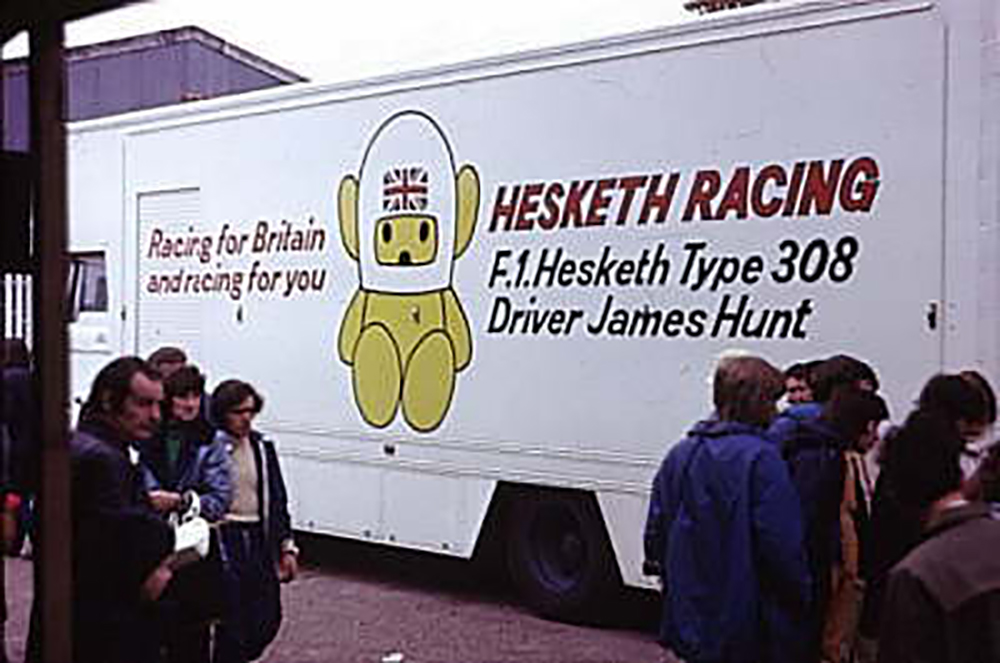 Racing for Britain
and racing for you
HESKETH RACING
F.1.Hesketh Type 308
Driver James Hunt